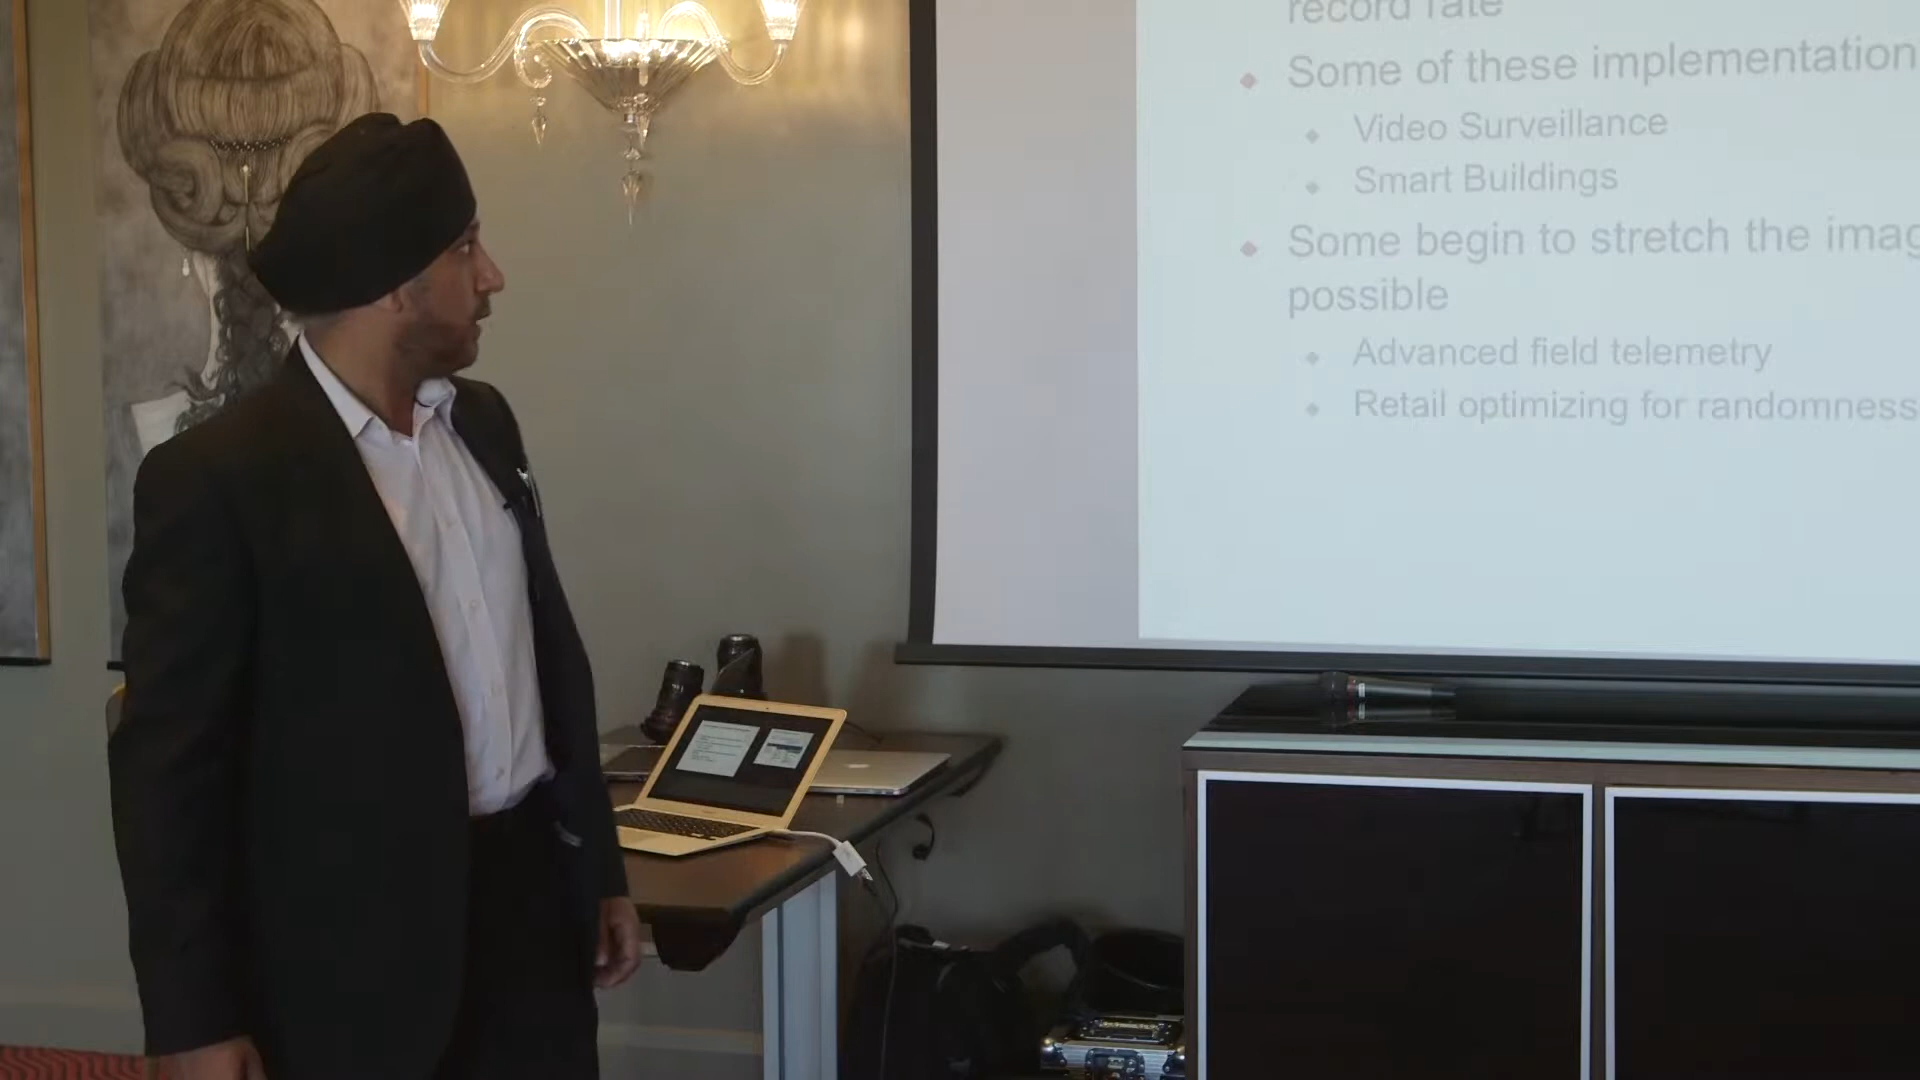 record rate
Some of these implementation
Video Surveillance
Smart Buildings
Some begin to stretch the imag
possible
Advanced field telemetry
Retail optimizing for randomness